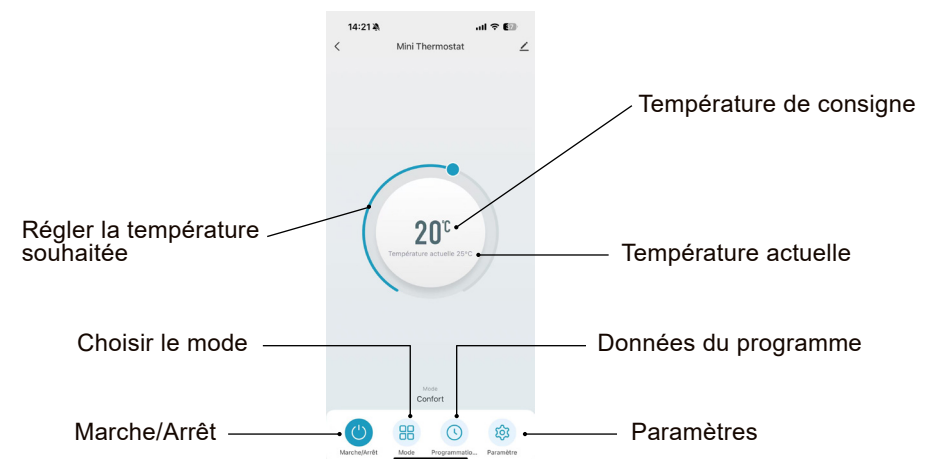 14:21
Mini Thermostat
Température de consigne
Régler la température
souhaitée
20°C
Température actuelle 25°C
Température actuelle
Choisir le mode
Données du programme
Mode
Confort
Marche/Arrêt
Paramètres
Marche/Arrêt
Mode
Programmatio...
Paramètre